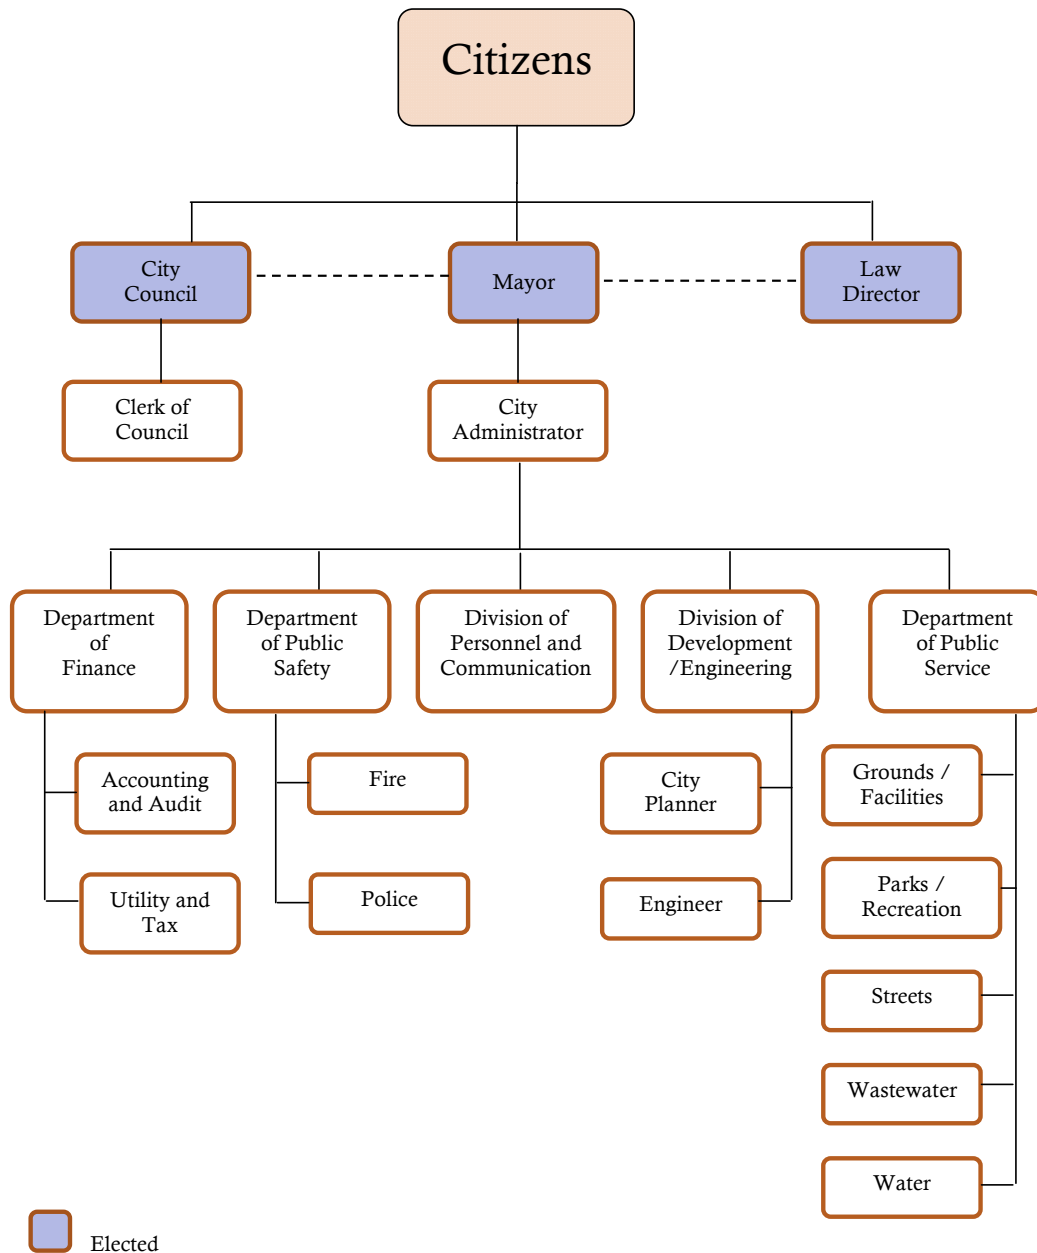 Citizens
City
Council
Mayor
Law
Director
Clerk of
Council
City
Administrator
Department
of
Finance
Department
of Public
Safety
Division of
Personnel and
Communication
Division of
Development
/Engineering
Department
of Public
Service
Accounting
and Audit
Utility and
Tax
Fire
Police
City
Planner
Engineer
Grounds /
Facilities
Parks /
Recreation
Streets
Wastewater
Water
Elected